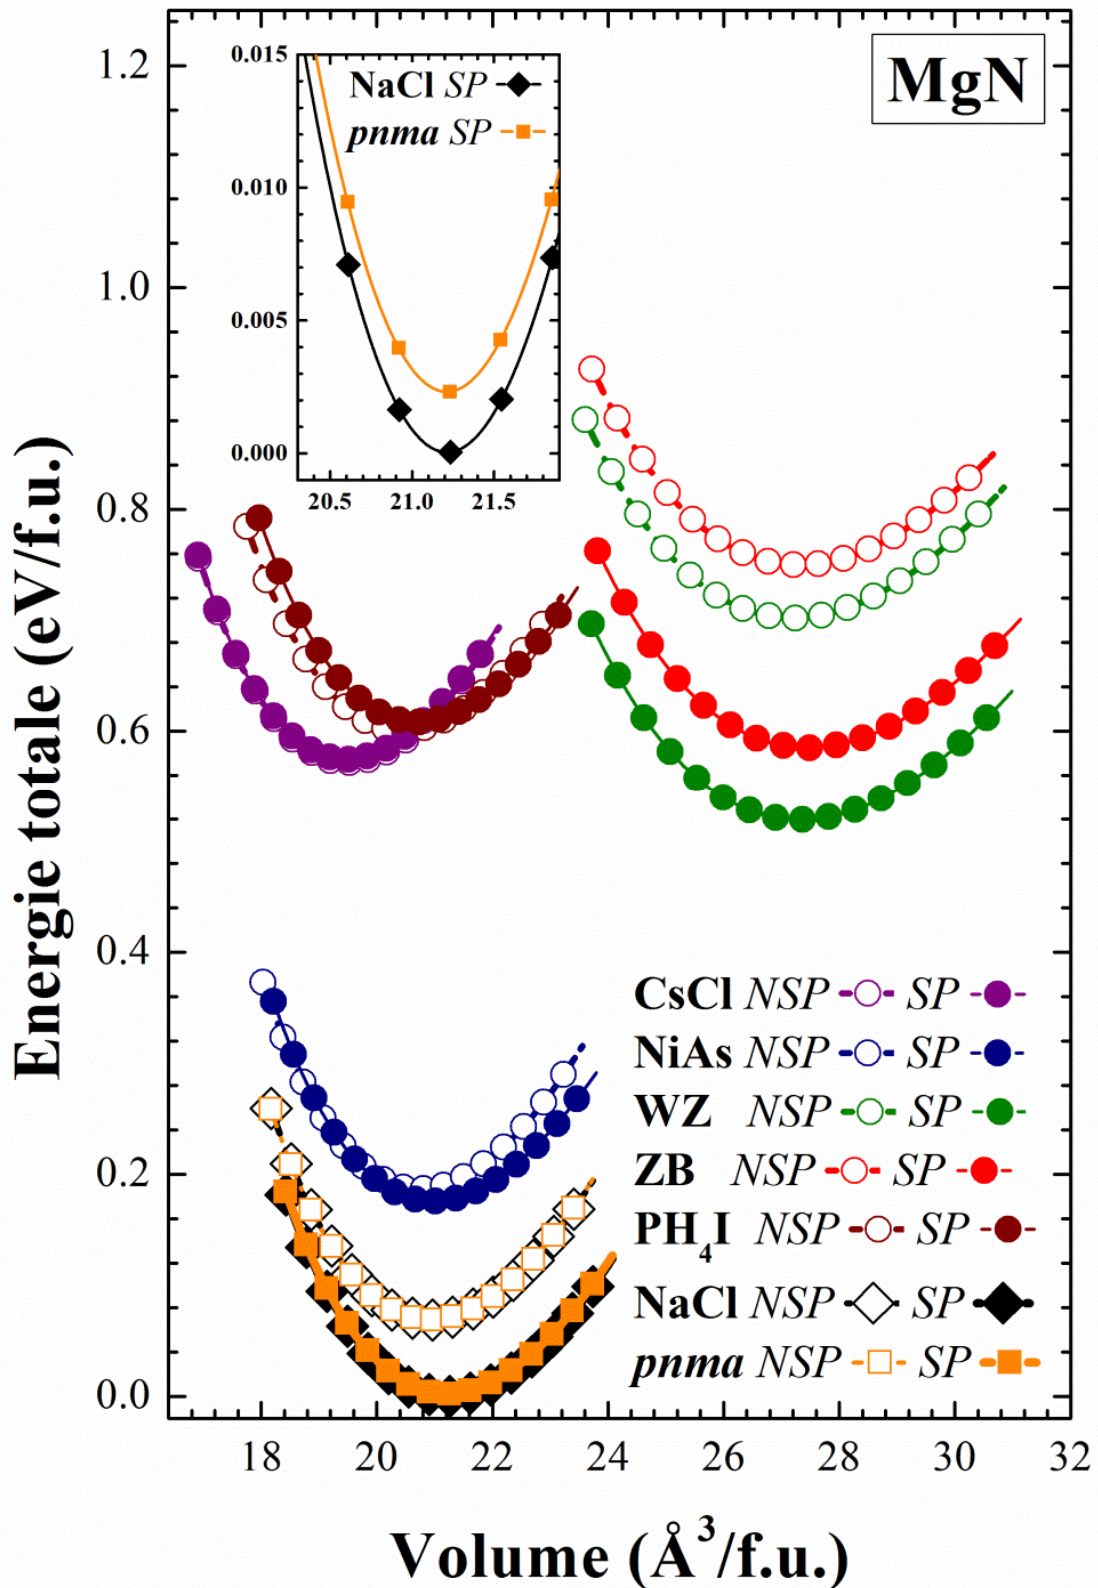 MgN
1.2
1.0
0.8
0.6
0.4
0.2
0.0
Energie totale (eV/f.u.)
0.015
0.010
0.005
0.000
NaCl SP
pnma SP
20.5 21.0 21.5
CsCl NSP SP
NiAs NSP SP
WZ NSP SP
ZB NSP SP
PH₄I NSP SP
NaCl NSP SP
pnma NSP SP
18 20 22 24 26 28 30 32
Volume (Å³/f.u.)